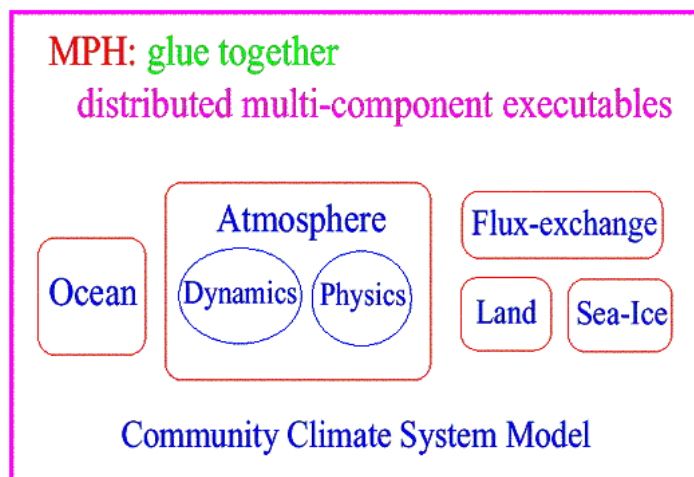 MPH: glue together
distributed multi-component executables
Atmosphere
Flux-exchange
Ocean
Dynamics
Physics
Land
Sea-Ice
Community Climate System Model